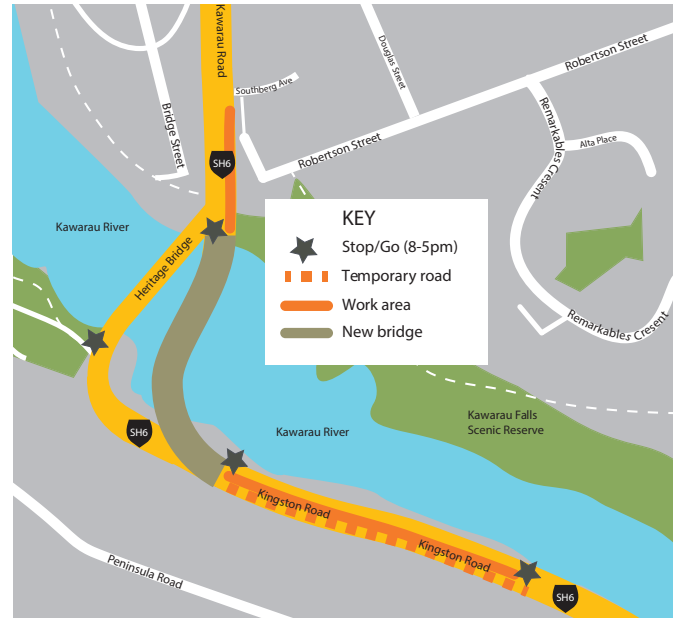 Kawarau Road
Douglas Street
Robertson Street
Southberg Ave
Bridge Street
Remarkables Cresent
Alta Place
Robertson Street
SH6
Kawarau River
Heritage Bridge
KEY
Stop/Go (8-5pm)
Temporary road
Work area
New bridge
Remarkables Cresent
Kawarau Falls
Scenic Reserve
SH6
Kawarau River
Kingston Road
Kingston Road
Peninsula Road
SH6